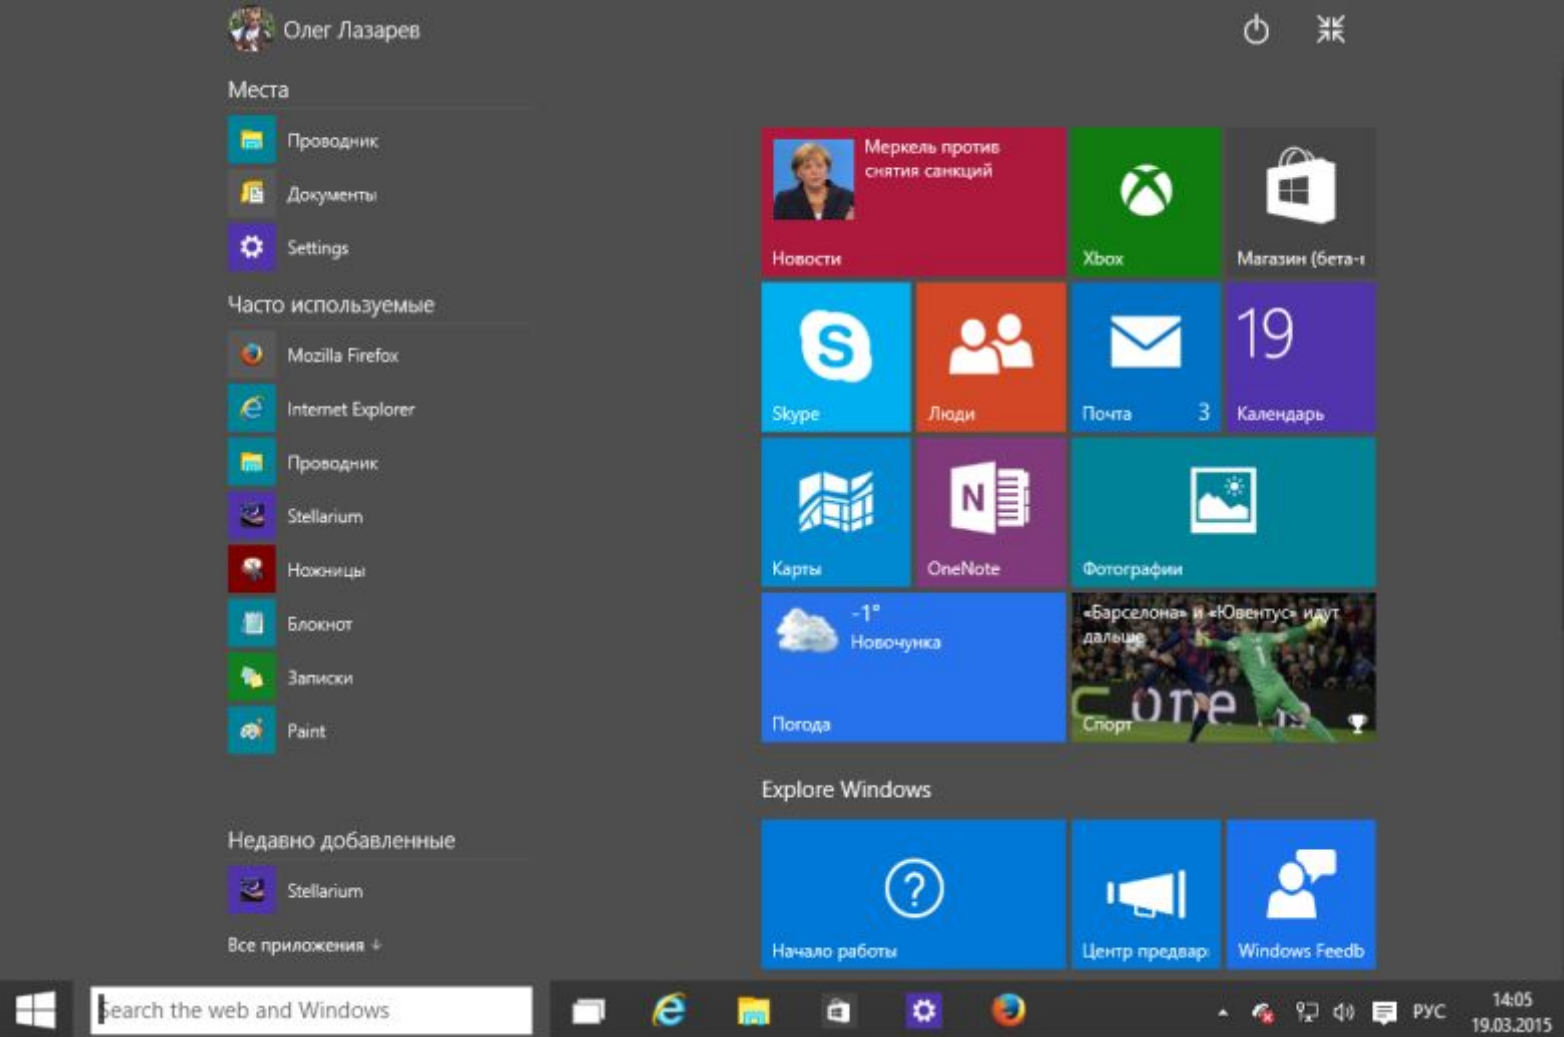 Олег Лазарев
Места
Проводник
Документы
Settings
Часто используемые
Mozilla Firefox
Internet Explorer
Проводник
Stellarium
Ножницы
Блокнот
Записки
Paint
Недавно добавленные
Stellarium
Все приложения
Меркель против
снятия санкций
Новости
Xbox
Магазин (бета-
Skype
Люди
Почта 3
19
Календарь
Карты
N
OneNote
Фотографии
-1°
Новочунка
Погода
«Барселона» и «Ювентус» идут
дальше
one
Спорт
Explore Windows
Начало работы
Центр предвар
Windows Feedb
Search the web and Windows
РУС
14:05
19.03.2015